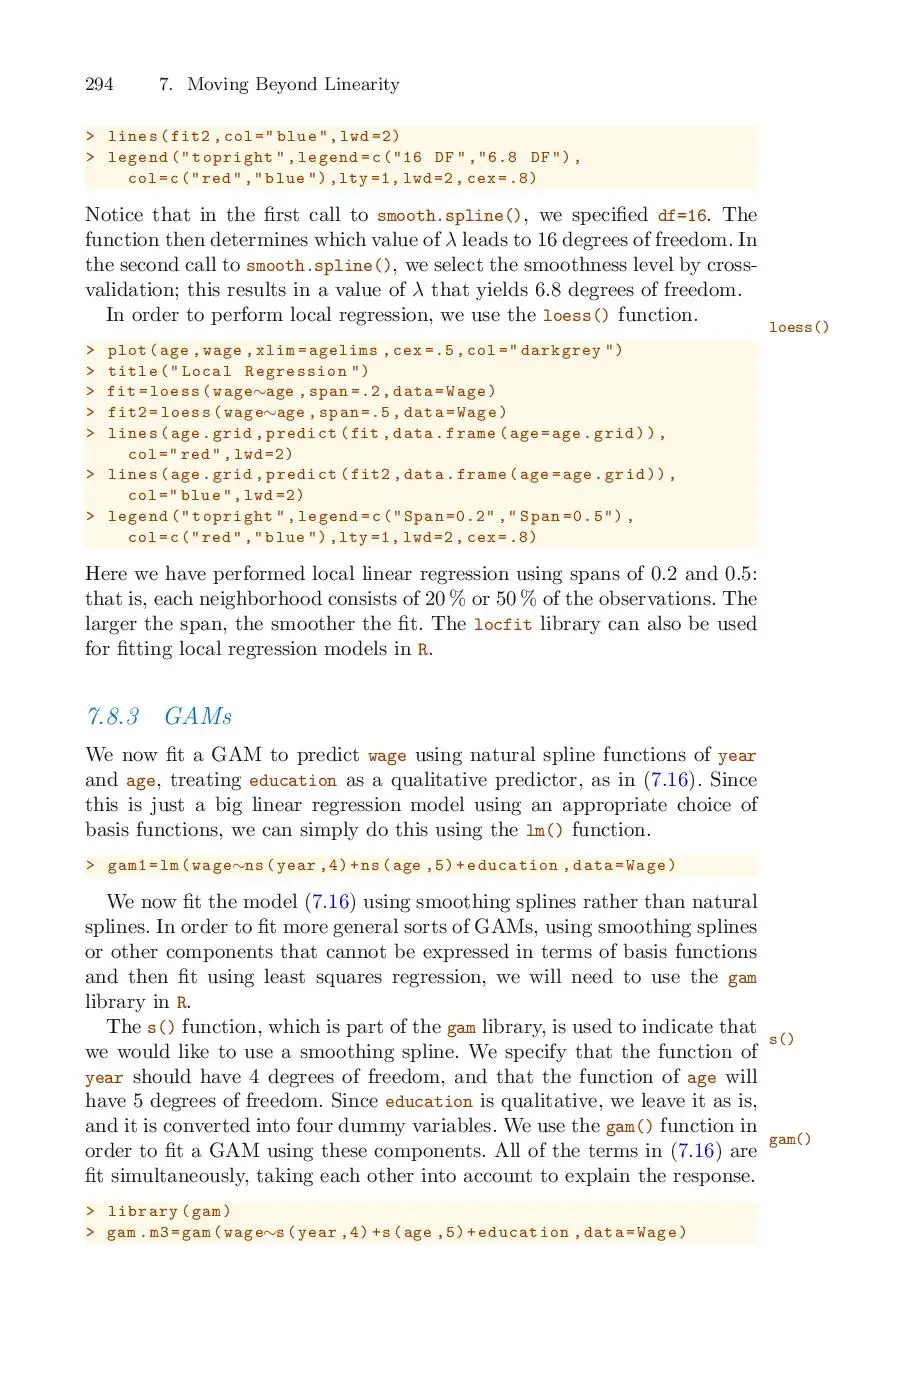 294 7. Moving Beyond Linearity
> lines(fit2,col="blue",lwd=2)
> legend("topright",legend=c("16 DF","6.8 DF"),
col=c("red","blue"),lty=1,lwd=2,cex=.8)
Notice that in the first call to smooth.spline(), we specified df=16. The
function then determines which value of λ leads to 16 degrees of freedom. In
the second call to smooth.spline(), we select the smoothness level by cross-
validation; this results in a value of λ that yields 6.8 degrees of freedom.
In order to perform local regression, we use the loess() function.
loess()
> plot(age,wage,xlim=agelims,cex=.5,col="darkgrey")
> title("Local Regression")
> fit=loess(wage∼age,span=.2,data=Wage)
> fit2=loess(wage∼age,span=.5,data=Wage)
> lines(age.grid,predict(fit,data.frame(age=age.grid)),
col="red",lwd=2)
> lines(age.grid,predict(fit2,data.frame(age=age.grid)),
col="blue",lwd=2)
> legend("topright",legend=c("Span=0.2","Span=0.5"),
col=c("red","blue"),lty=1,lwd=2,cex=.8)
Here we have performed local linear regression using spans of 0.2 and 0.5:
that is, each neighborhood consists of 20 % or 50 % of the observations. The
larger the span, the smoother the fit. The locfit library can also be used
for fitting local regression models in R.
7.8.3 GAMs
We now fit a GAM to predict wage using natural spline functions of year
and age, treating education as a qualitative predictor, as in (7.16). Since
this is just a big linear regression model using an appropriate choice of
basis functions, we can simply do this using the lm() function.
> gam1=lm(wage∼ns(year,4)+ns(age,5)+education,data=Wage)
We now fit the model (7.16) using smoothing splines rather than natural
splines. In order to fit more general sorts of GAMs, using smoothing splines
or other components that cannot be expressed in terms of basis functions
and then fit using least squares regression, we will need to use the gam
library in R.
The s() function, which is part of the gam library, is used to indicate that
s()
we would like to use a smoothing spline. We specify that the function of
year should have 4 degrees of freedom, and that the function of age will
have 5 degrees of freedom. Since education is qualitative, we leave it as is,
and it is converted into four dummy variables. We use the gam() function in
gam()
order to fit a GAM using these components. All of the terms in (7.16) are
fit simultaneously, taking each other into account to explain the response.
> library(gam)
> gam.m3=gam(wage∼s(year,4)+s(age,5)+education,data=Wage)